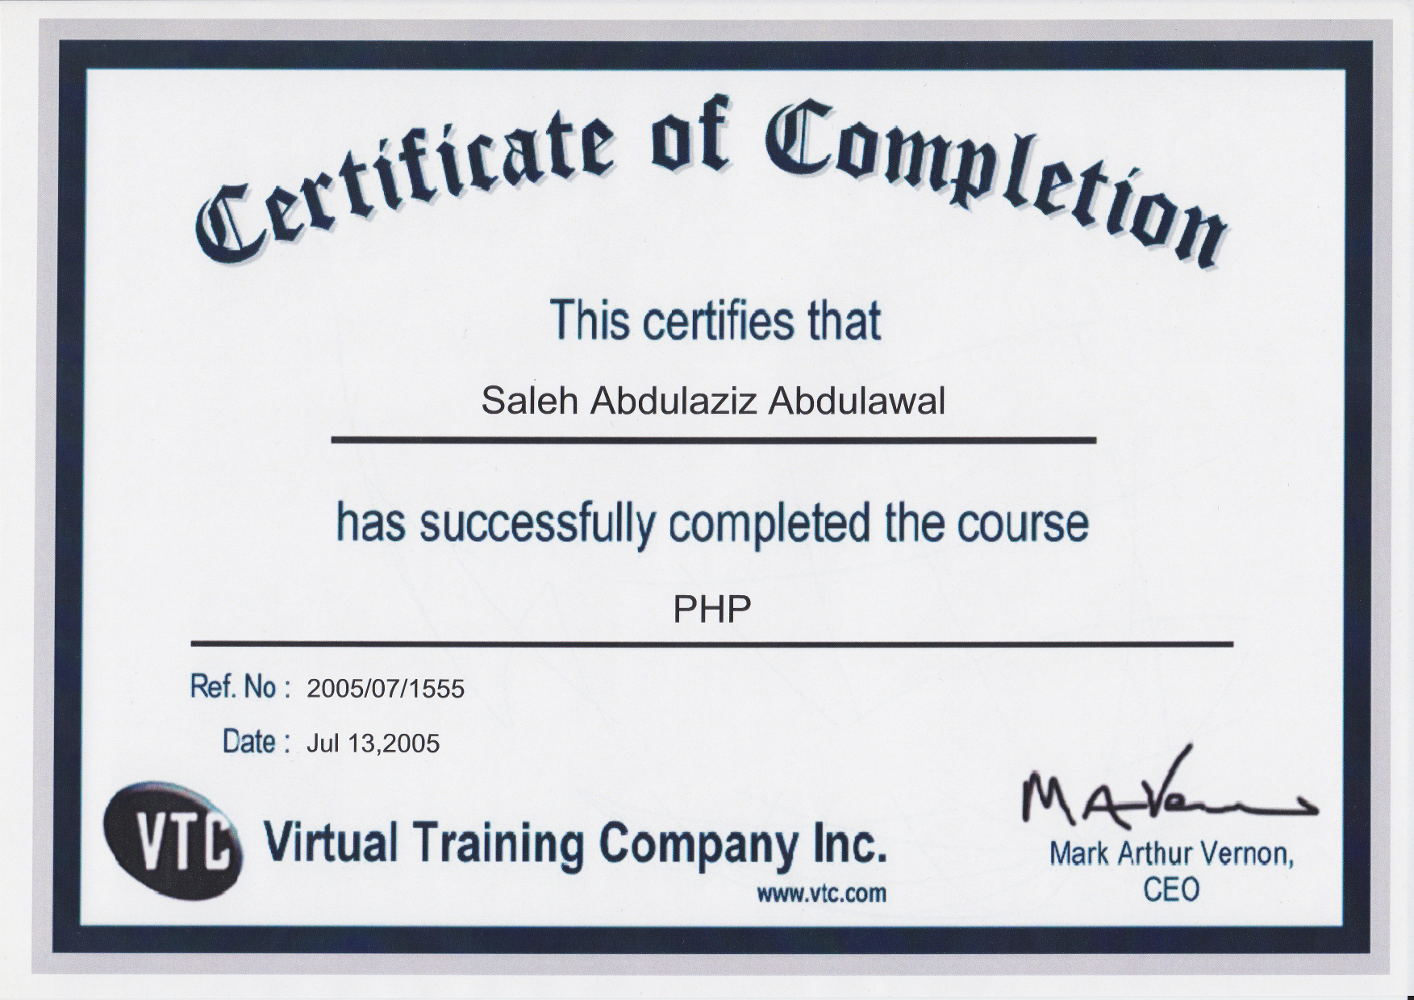 Certificate of Completion
This certifies that
Saleh Abdulaziz Abdulawal
has successfully completed the course
PHP
Ref. No : 2005/07/1555
Date : Jul 13,2005
M A Vernon
VTC Virtual Training Company Inc.
www.vtc.com
Mark Arthur Vernon,
CEO